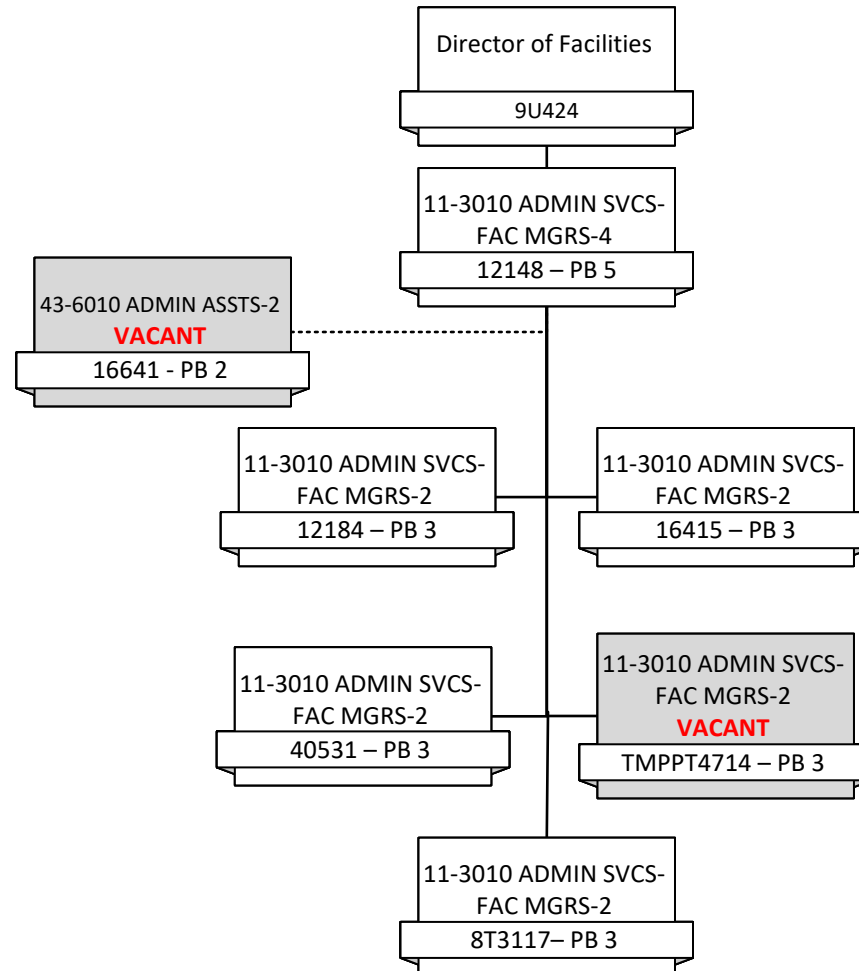 Director of Facilities
9U424
11-3010 ADMIN SVCS-
FAC MGRS-4
12148 – PB 5
43-6010 ADMIN ASSTS-2
VACANT
16641 - PB 2
11-3010 ADMIN SVCS-
FAC MGRS-2
12184 – PB 3
11-3010 ADMIN SVCS-
FAC MGRS-2
16415 – PB 3
11-3010 ADMIN SVCS-
FAC MGRS-2
40531 – PB 3
11-3010 ADMIN SVCS-
FAC MGRS-2
VACANT
TMPPT4714 – PB 3
11-3010 ADMIN SVCS-
FAC MGRS-2
8T3117– PB 3